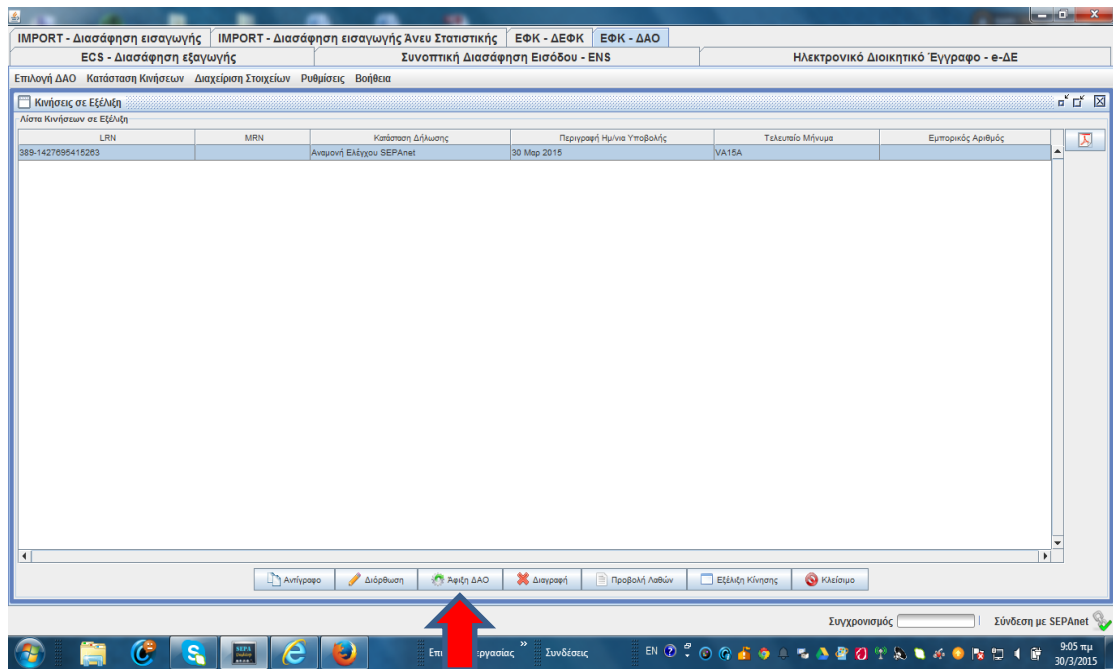 IMPORT - Διασάφηση εισαγωγής IMPORT - Διασάφηση εισαγωγής Άνευ Στατιστικής ΕΦΚ - ΔΕΦΚ ΕΦΚ - ΔΑΟ
ECS - Διασάφηση εξαγωγής Συνοπτική Διασάφηση Εισόδου - ENS Ηλεκτρονικό Διοικητικό Έγγραφο - e-ΔΕ
Επιλογή ΔΑΟ Κατάσταση Κινήσεων Διαχείριση Στοιχείων Ρυθμίσεις Βοήθεια
Κινήσεις σε Εξέλιξη
Λίστα Κινήσεων σε Εξέλιξη
LRN MRN Κατάσταση Δήλωσης Περιγραφή Ημ/νια Υποβολής Τελευταίο Μήνυμα Εμπορικός Αριθμός
389-1427695415263 Αναμονή Ελέγχου SEPAnet 30 Μαρ 2015 VA15A
Αντίγραφο Διόρθωση Άφιξη ΔΑΟ Διαγραφή Προβολή Λαθών Εξέλιξη Κίνησης Κλείσιμο
Συγχρονισμός Σύνδεση με SEPAnet
SEPA Επι εργασίας » Συνδέσεις EN 9:05 πμ
30/3/2015